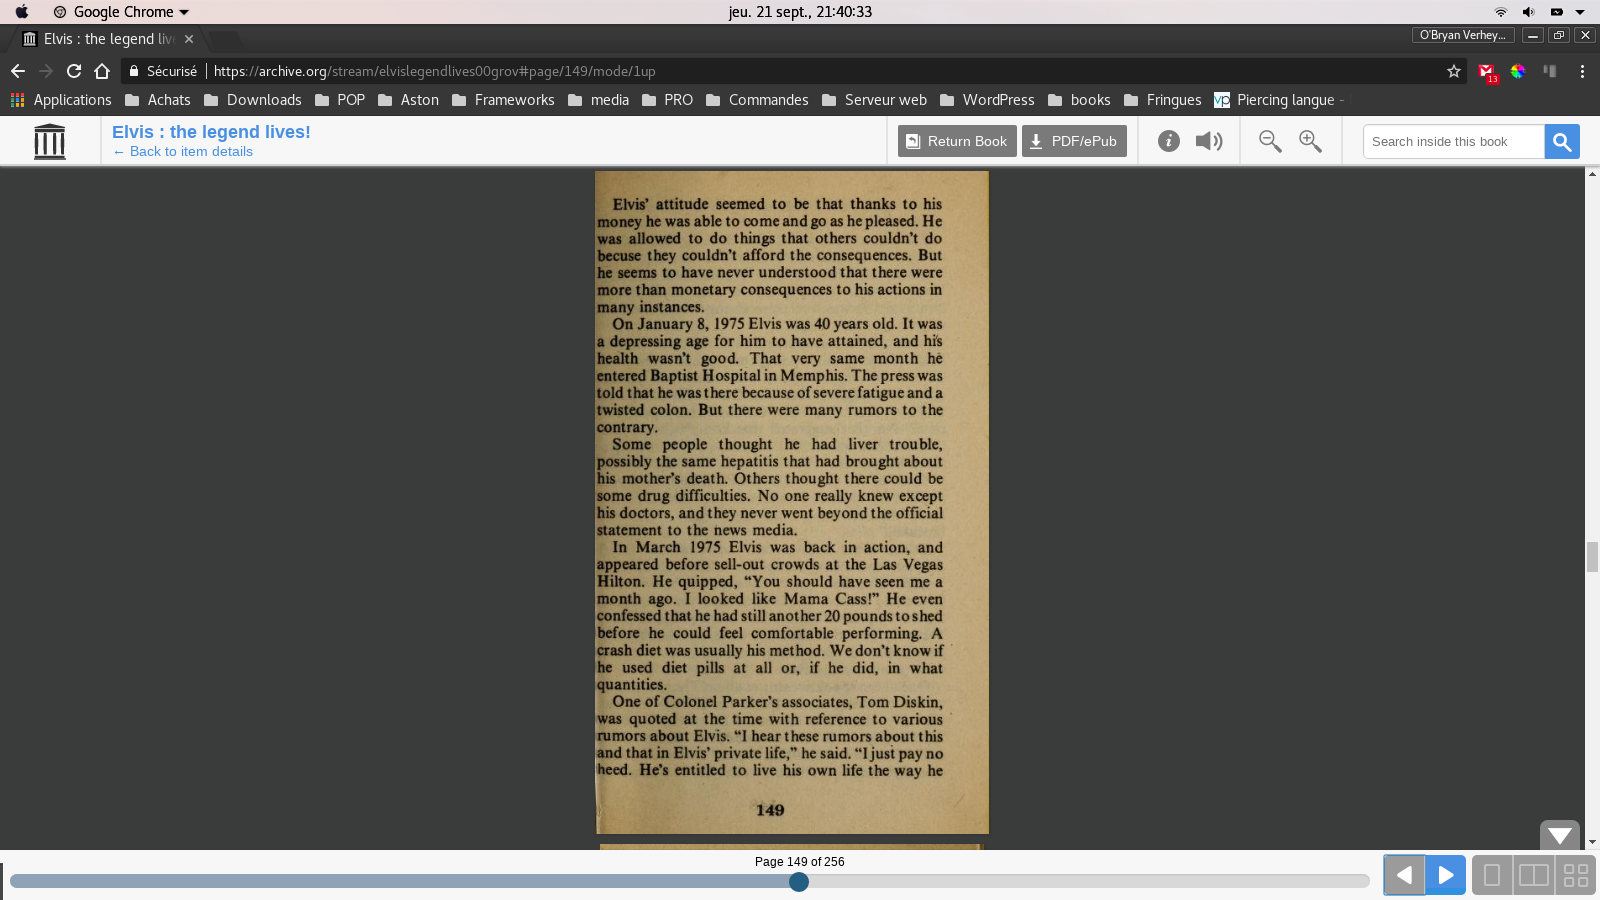 Google Chrome
jeu. 21 sept., 21:40:33
Elvis : the legend live
O'Bryan Verhey...
Sécurisé
https://archive.org/stream/elvislegendlives00grov#page/149/mode/1up
13
Applications
Achats
Downloads
POP
Aston
Frameworks
media
PRO
Commandes
Serveur web
WordPress
books
Fringues
vp Piercing langue -
Elvis : the legend lives!
← Back to item details
Return Book
PDF/ePub
Search inside this book
Elvis' attitude seemed to be that thanks to his
money he was able to come and go as he pleased. He
was allowed to do things that others couldn't do
becuse they couldn't afford the consequences. But
he seems to have never understood that there were
more than monetary consequences to his actions in
many instances.
On January 8, 1975 Elvis was 40 years old. It was
a depressing age for him to have attained, and his
health wasn't good. That very same month he
entered Baptist Hospital in Memphis. The press was
told that he was there because of severe fatigue and a
twisted colon. But there were many rumors to the
contrary.
Some people thought he had liver trouble,
possibly the same hepatitis that had brought about
his mother's death. Others thought there could be
some drug difficulties. No one really knew except
his doctors, and they never went beyond the official
statement to the news media.
In March 1975 Elvis was back in action, and
appeared before sell-out crowds at the Las Vegas
Hilton. He quipped, “You should have seen me a
month ago. I looked like Mama Cass!” He even
confessed that he had still another 20 pounds to shed
before he could feel comfortable performing. A
crash diet was usually his method. We don't know if
he used diet pills at all or, if he did, in what
quantities.
One of Colonel Parker's associates, Tom Diskin,
was quoted at the time with reference to various
rumors about Elvis. “I hear these rumors about this
and that in Elvis' private life,” he said. “I just pay no
heed. He's entitled to live his own life the way he
149
Page 149 of 256